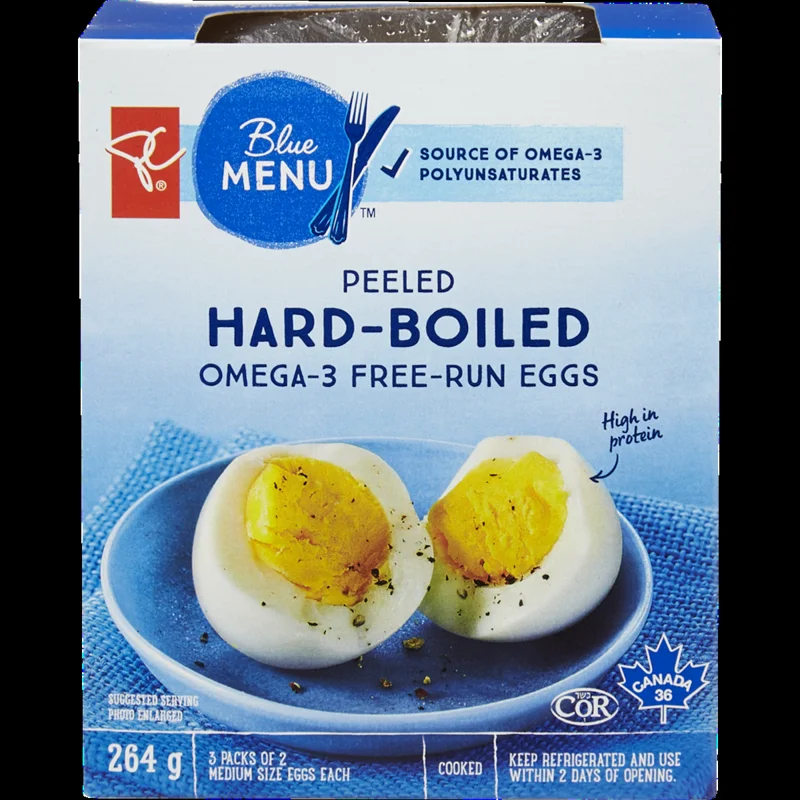 PC®
Blue
MENU™
SOURCE OF OMEGA-3
POLYUNSATURATES
PEELED
HARD-BOILED
OMEGA-3 FREE-RUN EGGS
High in
protein
SUGGESTED SERVING
PHOTO ENLARGED
כשר
COR
CANADA
36
264 g
3 PACKS OF 2
MEDIUM SIZE EGGS EACH
COOKED
KEEP REFRIGERATED AND USE
WITHIN 2 DAYS OF OPENING.